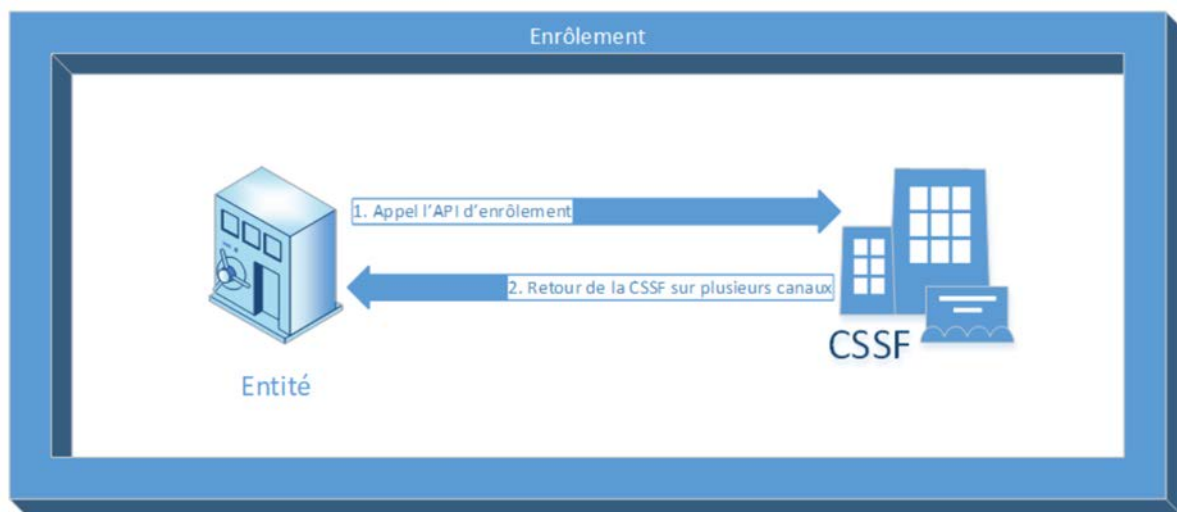 Enrôlement
1. Appel l'API d'enrôlement
2. Retour de la CSSF sur plusieurs canaux
CSSF
Entité